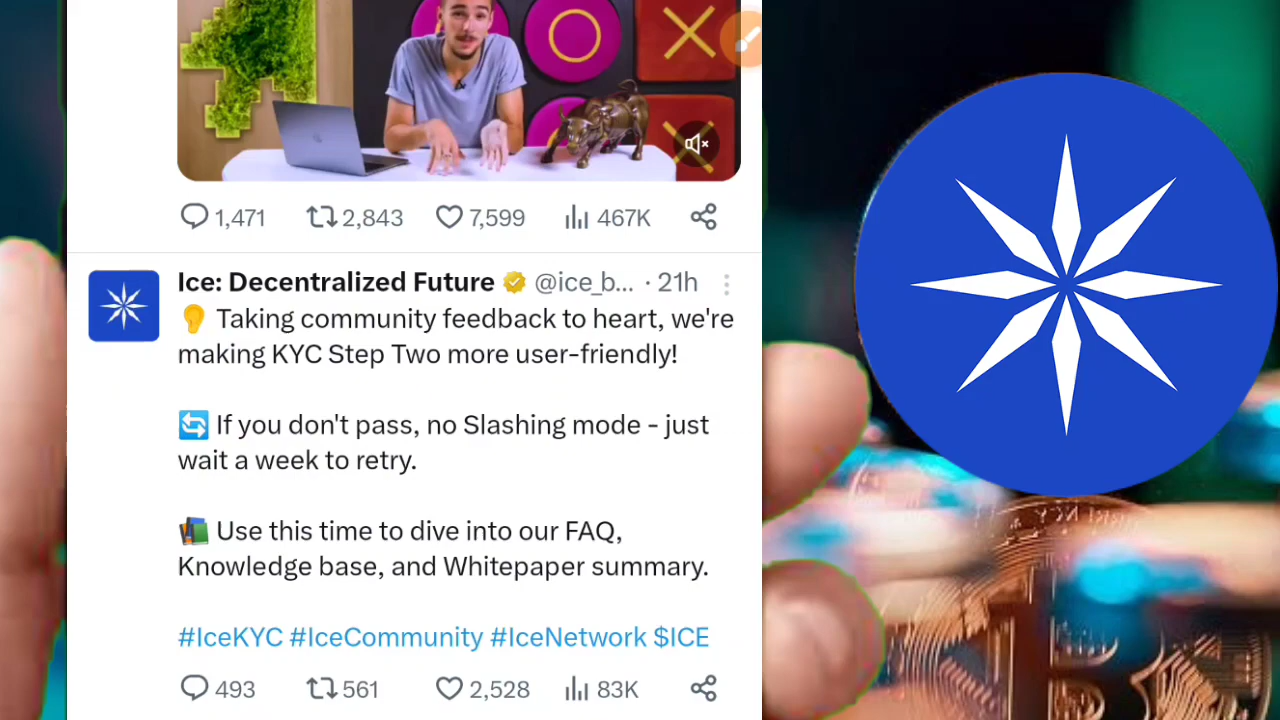 1,471 2,843 7,599 467K
Ice: Decentralized Future @ice_b... · 21h
👂 Taking community feedback to heart, we're
making KYC Step Two more user-friendly!
🔄 If you don't pass, no Slashing mode - just
wait a week to retry.
📚 Use this time to dive into our FAQ,
Knowledge base, and Whitepaper summary.
#IceKYC #IceCommunity #IceNetwork $ICE
493 561 2,528 83K